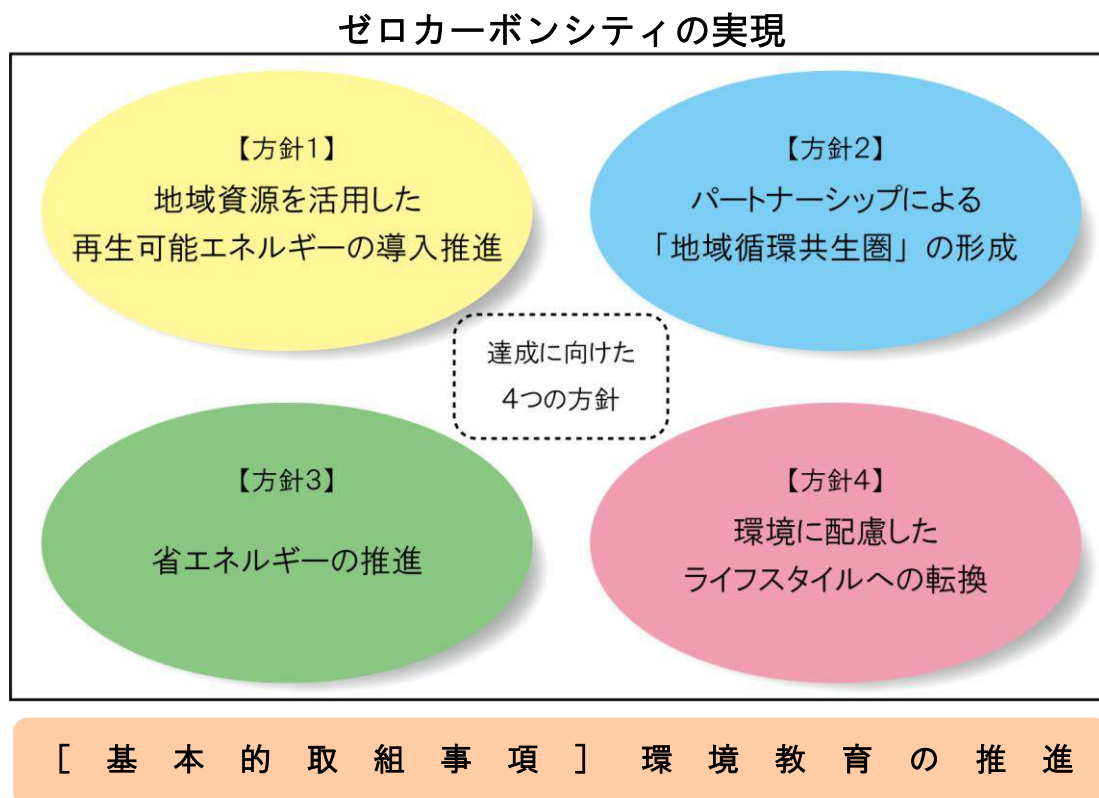 ゼロカーボンシティの実現
【方針1】
地域資源を活用した
再生可能エネルギーの導入推進
【方針2】
パートナーシップによる
「地域循環共生圏」の形成
達成に向けた
4つの方針
【方針3】
省エネルギーの推進
【方針4】
環境に配慮した
ライフスタイルへの転換
[基本的取組事項]環境教育の推進